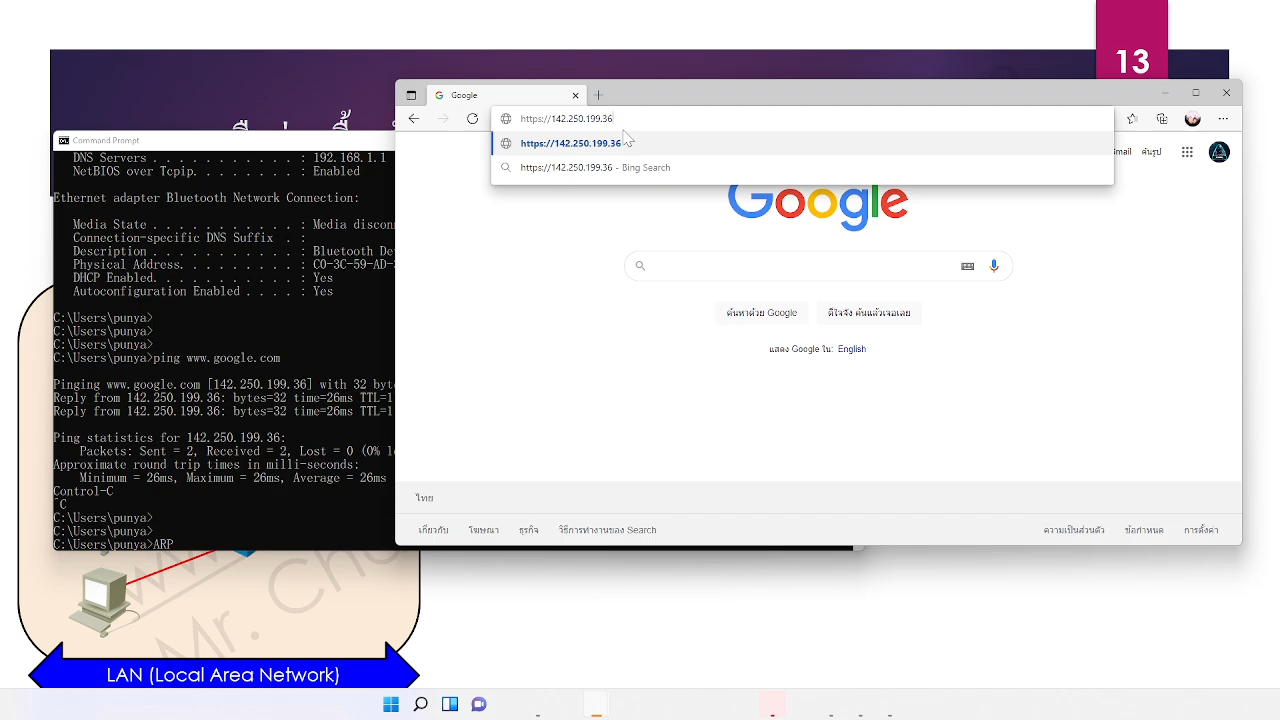 13
Google
https://142.250.199.36
https://142.250.199.36
https://142.250.199.36 - Bing Search
Gmail ค้นรูป
Google
ค้นหาด้วย Google
ดีใจจัง ค้นแล้วเจอเลย
แสดง Google ใน: English
ไทย
เกี่ยวกับ โฆษณา ธุรกิจ วิธีการทำงานของ Search
ความเป็นส่วนตัว ข้อกำหนด การตั้งค่า
Command Prompt
DNS Servers . . . . . . . . . . . : 192.168.1.1
NetBIOS over Tcpip. . . . . . . . : Enabled
Ethernet adapter Bluetooth Network Connection:
Media State . . . . . . . . . . . : Media disconn
Connection-specific DNS Suffix . :
Description . . . . . . . . . . . : Bluetooth De
Physical Address. . . . . . . . . : C0-3C-59-AD-
DHCP Enabled. . . . . . . . . . . : Yes
Autoconfiguration Enabled . . . . : Yes
C:\Users\punya>
C:\Users\punya>
C:\Users\punya>
C:\Users\punya>ping www.google.com
Pinging www.google.com [142.250.199.36] with 32 byt
Reply from 142.250.199.36: bytes=32 time=26ms TTL=1
Reply from 142.250.199.36: bytes=32 time=26ms TTL=1
Ping statistics for 142.250.199.36:
Packets: Sent = 2, Received = 2, Lost = 0 (0% l
Approximate round trip times in milli-seconds:
Minimum = 26ms, Maximum = 26ms, Average = 26ms
Control-C
^C
C:\Users\punya>
C:\Users\punya>
C:\Users\punya>ARP
www.
Mr. Cho
LAN (Local Area Network)